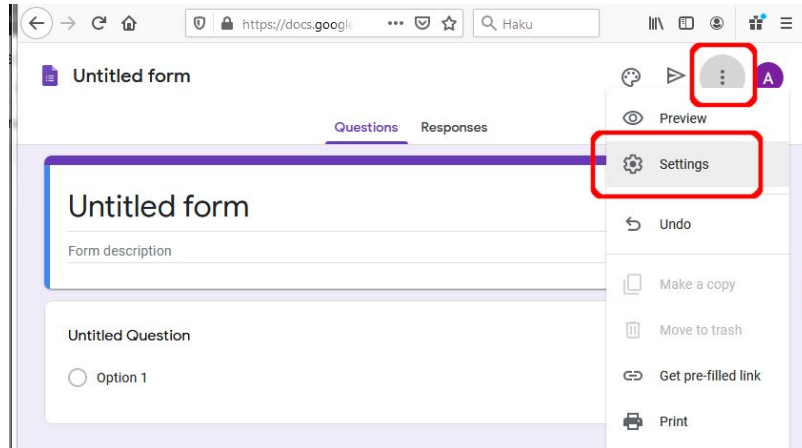 https://docs.google
Haku
Untitled form
A
Questions Responses
Preview
Settings
Untitled form
Form description
Undo
Make a copy
Untitled Question
Move to trash
Option 1
Get pre-filled link
Print